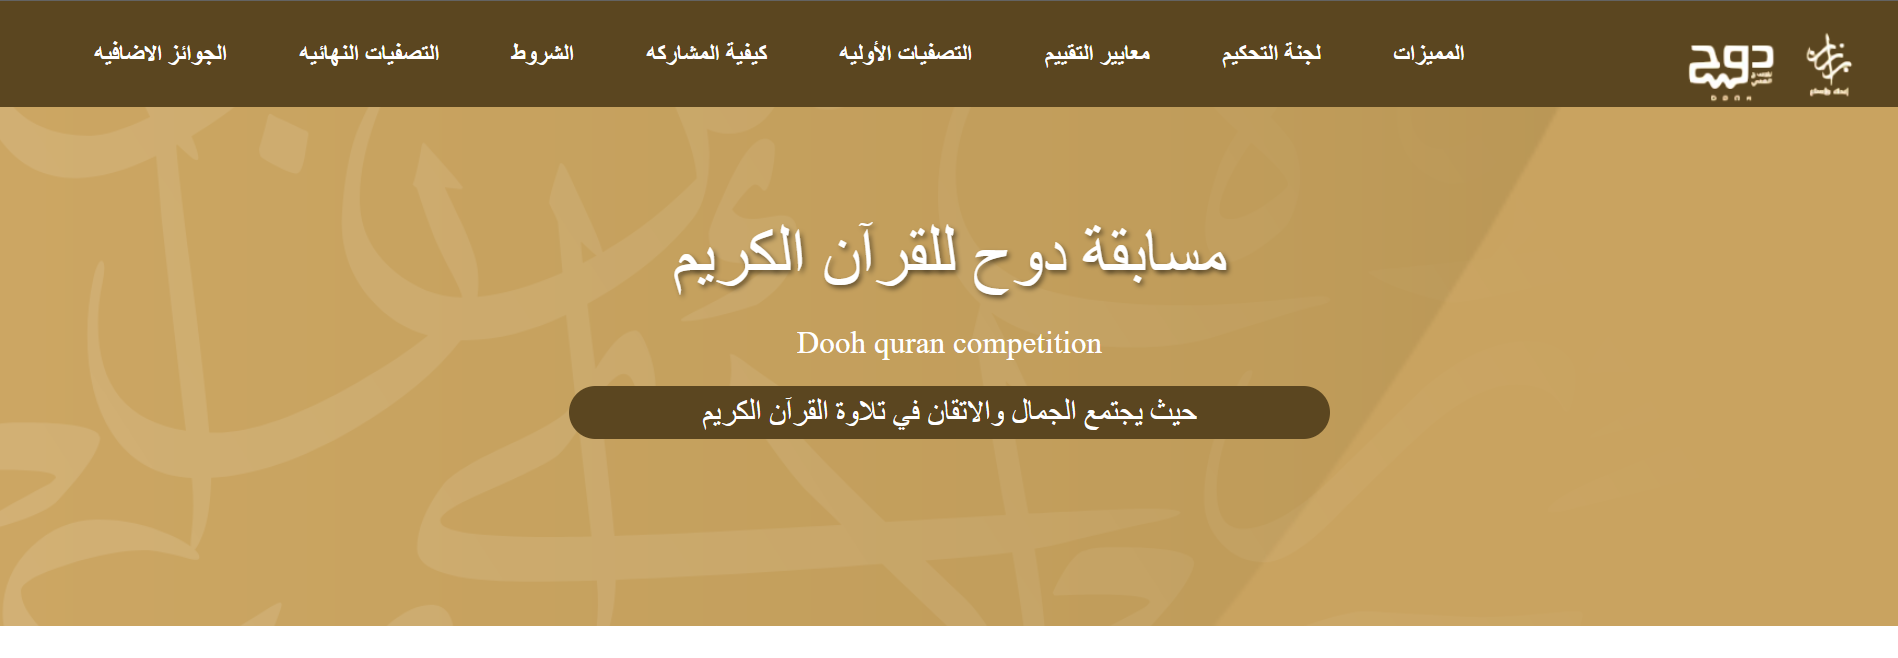 دوح
DOOH
المميزات
لجنة التحكيم
معايير التقييم
التصفيات الأوليه
كيفية المشاركه
الشروط
التصفيات النهائيه
الجوائز الاضافيه
مسابقة دوح للقرآن الكريم
Dooh quran competition
حيث يجتمع الجمال والاتقان في تلاوة القرآن الكريم